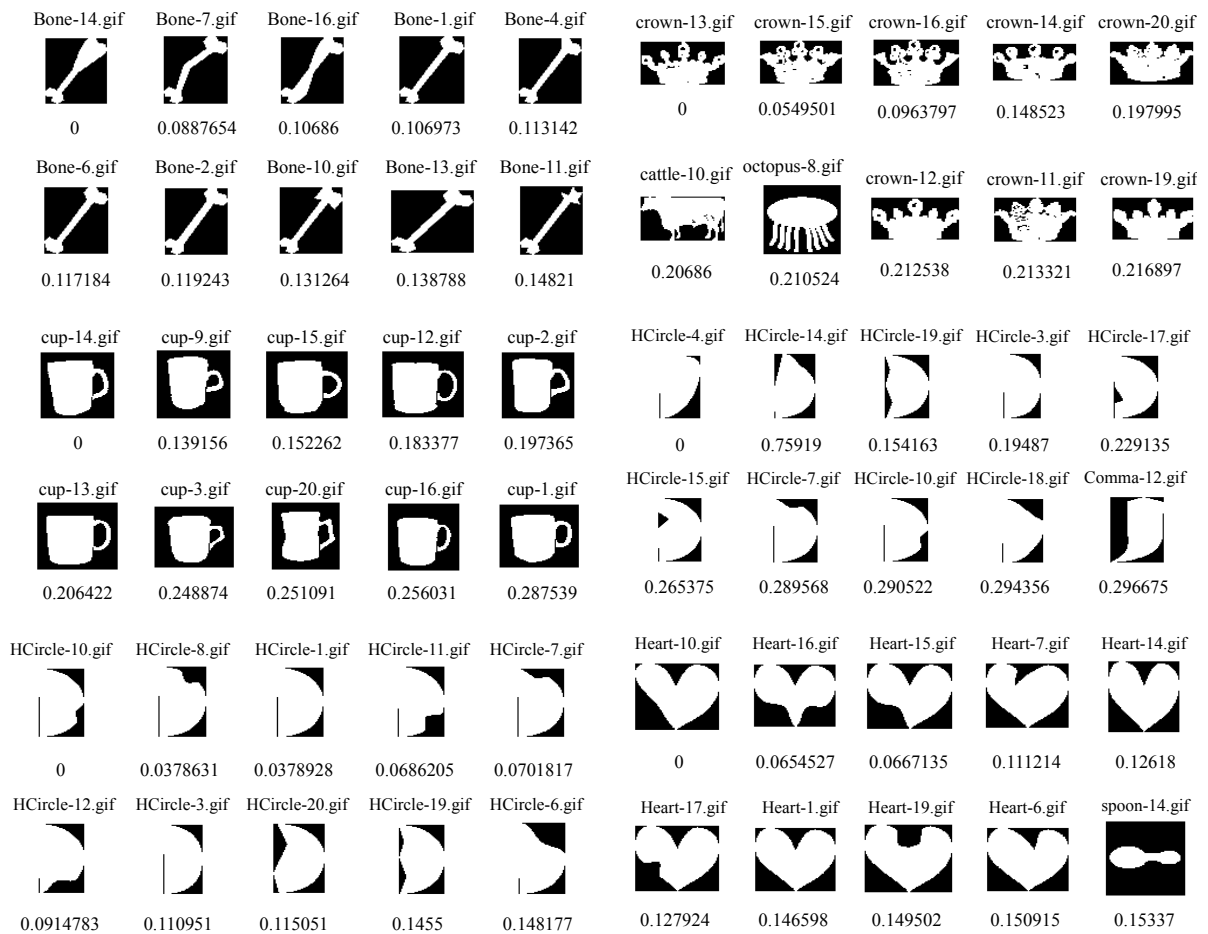 Bone-14.gif Bone-7.gif Bone-16.gif Bone-1.gif Bone-4.gif
0 0.0887654 0.10686 0.106973 0.113142
Bone-6.gif Bone-2.gif Bone-10.gif Bone-13.gif Bone-11.gif
0.117184 0.119243 0.131264 0.138788 0.14821
crown-13.gif crown-15.gif crown-16.gif crown-14.gif crown-20.gif
0 0.0549501 0.0963797 0.148523 0.197995
cattle-10.gif octopus-8.gif crown-12.gif crown-11.gif crown-19.gif
0.20686 0.210524 0.212538 0.213321 0.216897
cup-14.gif cup-9.gif cup-15.gif cup-12.gif cup-2.gif
0 0.139156 0.152262 0.183377 0.197365
cup-13.gif cup-3.gif cup-20.gif cup-16.gif cup-1.gif
0.206422 0.248874 0.251091 0.256031 0.287539
HCircle-4.gif HCircle-14.gif HCircle-19.gif HCircle-3.gif HCircle-17.gif
0 0.75919 0.154163 0.19487 0.229135
HCircle-15.gif HCircle-7.gif HCircle-10.gif HCircle-18.gif Comma-12.gif
0.265375 0.289568 0.290522 0.294356 0.296675
HCircle-10.gif HCircle-8.gif HCircle-1.gif HCircle-11.gif HCircle-7.gif
0 0.0378631 0.0378928 0.0686205 0.0701817
HCircle-12.gif HCircle-3.gif HCircle-20.gif HCircle-19.gif HCircle-6.gif
0.0914783 0.110951 0.115051 0.1455 0.148177
Heart-10.gif Heart-16.gif Heart-15.gif Heart-7.gif Heart-14.gif
0 0.0654527 0.0667135 0.111214 0.12618
Heart-17.gif Heart-1.gif Heart-19.gif Heart-6.gif spoon-14.gif
0.127924 0.146598 0.149502 0.150915 0.15337